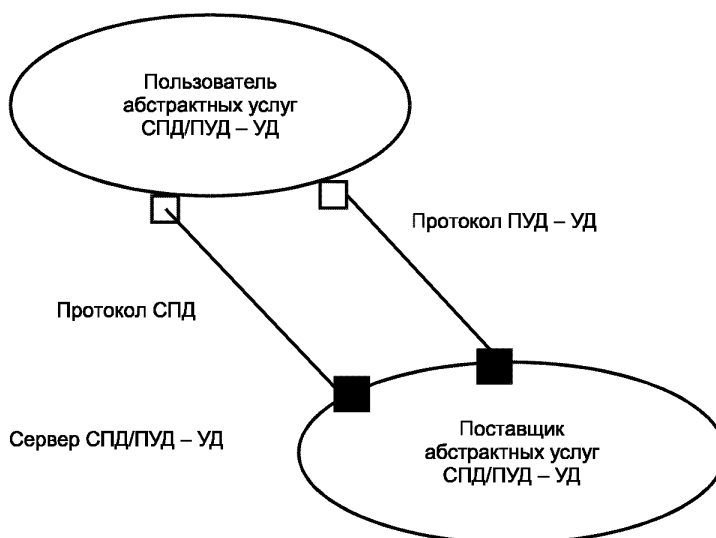 Пользователь
абстрактных услуг
СПД/ПУД – УД
Протокол ПУД – УД
Протокол СПД
Сервер СПД/ПУД – УД
Поставщик
абстрактных услуг
СПД/ПУД – УД